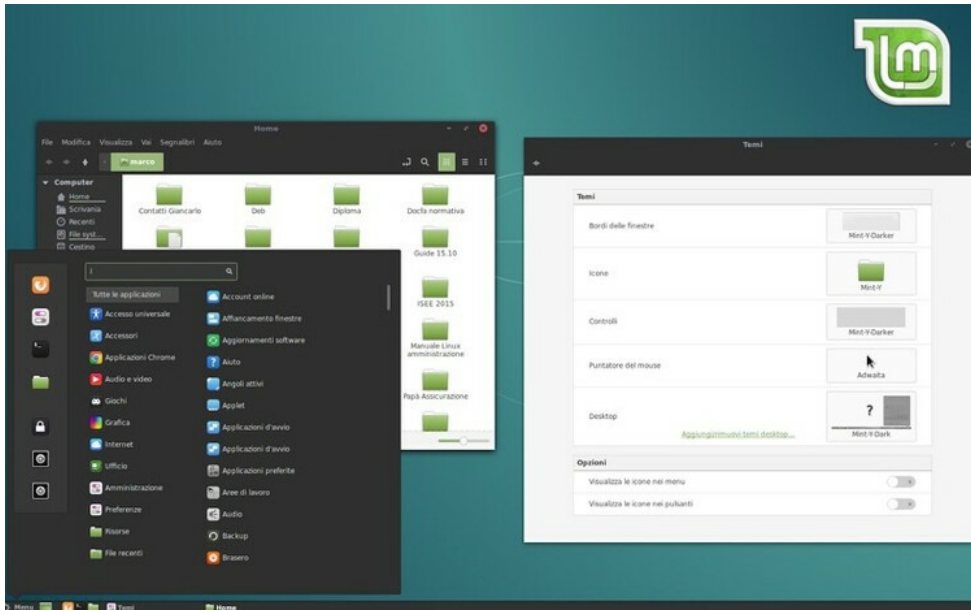 lm
Home
File Modifica Visualizza Vai Segnalibri Aiuto
marco
Computer
Home
Scrivania
Recenti
File syst...
Cestino
Contatti Giancarlo
Deb
Diploma
Docfa normativa
Guide 15.10
ISEE 2015
Manuale Linux
amministrazione
Papà Assicurazione
Tutte le applicazioni
Accesso universale
Accessori
Applicazioni Chrome
Audio e video
Giochi
Grafica
Internet
Ufficio
Amministrazione
Preferenze
Risorse
File recenti
Account online
Affiancamento finestre
Aggiornamenti software
Aiuto
Angoli attivi
Applet
Applicazioni d'avvio
Applicazioni d'avvio
Applicazioni preferite
Aree di lavoro
Audio
Backup
Brasero
Temi
Temi
Bordi delle finestre
Mint-Y-Darker
Icone
Mint-Y
Controlli
Mint-Y-Darker
Puntatore del mouse
Adwaita
Desktop
?
Aggiungi/rimuovi temi desktop...
Mint-Y-Dark
Opzioni
Visualizza le icone nei menu
Visualizza le icone nei pulsanti
Menu
Temi
Home